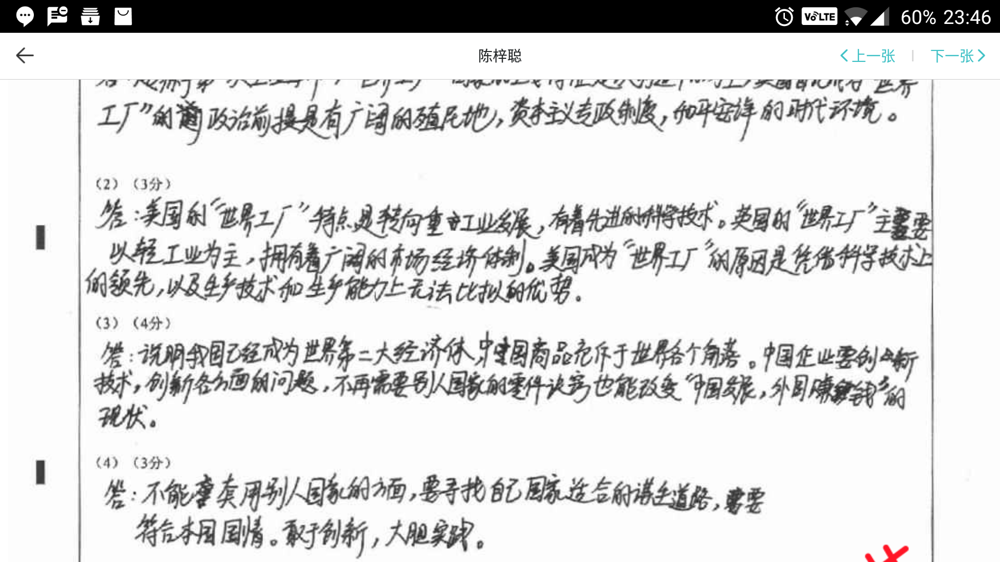 60% 23:46
陈梓聪
上一张 | 下一张
工厂”的 政治前提是有广阔的殖民地,资本主义专政制度,和平安详的时代环境。
(2) (3分)
答:美国的“世界工厂”特点是转向重工业发展,有着先进的科学技术。英国的“世界工厂”主要
以轻工业为主,拥有着广阔的市场经济体制。美国成为“世界工厂”的原因是凭借科学技术上
的领先,以及生产技术和生产能力上无法比拟的优势。
(3) (4分)
答:说明我国已经成为世界第二大经济体,中国商品充斥于世界各个角落。中国企业要创新
技术,创新各方面的问题,不再需要别人国家的零件诀窍也能改变“中国发展,外国赚钱”的
现状。
(4) (3分)
答:不能套用别人国家的方面,要寻找自己国家适合的谋生道路,需要
符合本国国情。敢于创新,大胆实践。